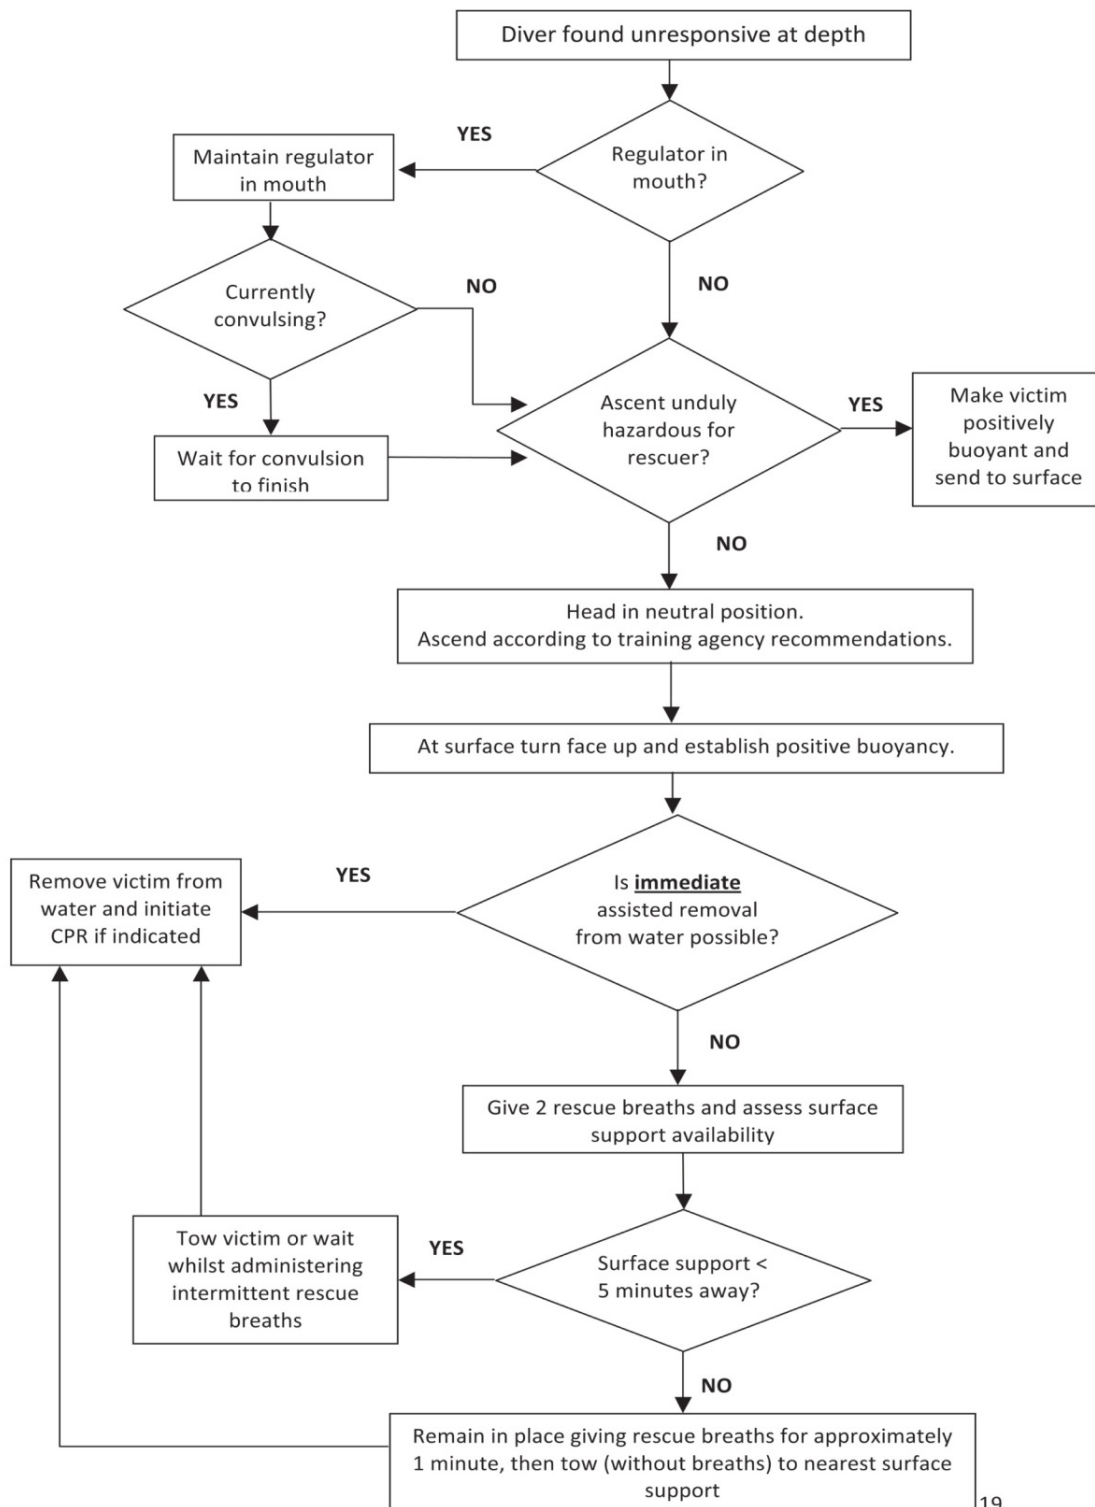 Diver found unresponsive at depth
YES
Regulator in
mouth?
Maintain regulator
in mouth
NO
Currently
convulsing?
NO
YES
Wait for convulsion
to finish
Ascent unduly
hazardous for
rescuer?
YES
Make victim
positively
buoyant and
send to surface
NO
Head in neutral position.
Ascend according to training agency recommendations.
At surface turn face up and establish positive buoyancy.
Is immediate
assisted removal
from water possible?
YES
Remove victim from
water and initiate
CPR if indicated
NO
Give 2 rescue breaths and assess surface
support availability
Surface support <
5 minutes away?
YES
Tow victim or wait
whilst administering
intermittent rescue
breaths
NO
Remain in place giving rescue breaths for approximately
1 minute, then tow (without breaths) to nearest surface
support
19